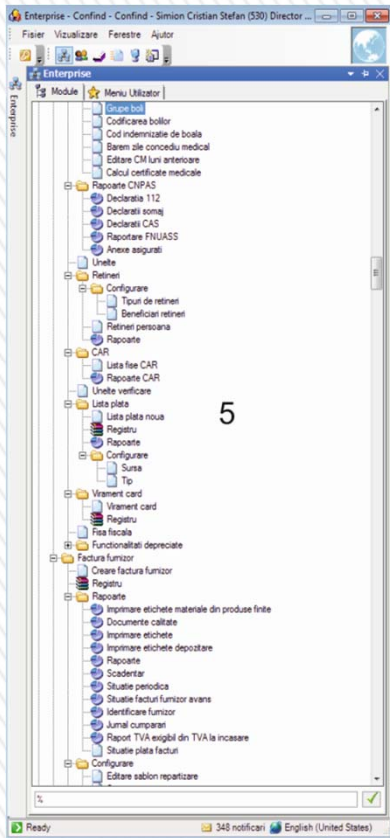 Enterprise - Confind - Confind - Simion Cristian Stefan (530) Director ...
Fisier Vizualizare Ferestre Ajutor
Enterprise
Module Meniu Utilizator
Enterprise
Grupe boli
Codificarea bolilor
Cod indemnizatie de boala
Barem zile concediu medical
Editare CM luni anterioare
Calcul certificate medicale
Rapoarte CNPAS
Declaratia 112
Declaratii somaj
Declaratii CAS
Raportare FNUASS
Anexe asigurati
Unelte
Retineri
Configurare
Tipuri de retineri
Beneficiari retineri
Retineri persoana
Rapoarte
CAR
Lista fise CAR
Rapoarte CAR
Unelte verificare
Lista plata
Lista plata noua
5
Registru
Rapoarte
Configurare
Sursa
Tip
Virament card
Virament card
Registru
Fisa fiscala
Functionalitati depreciate
Factura furnizor
Creare factura furnizor
Registru
Rapoarte
Imprimare etichete materiale din produse finite
Documente calitate
Imprimare etichete
Imprimare etichete depozitare
Rapoarte
Scadentar
Situatie periodica
Situatie facturi furnizor avans
Identificare furnizor
Jurnal cumparari
Raport TVA exigibil din TVA la incasare
Situatie plata facturi
Configurare
Editare sablon repartizare
%
Ready 348 notificari English (United States)